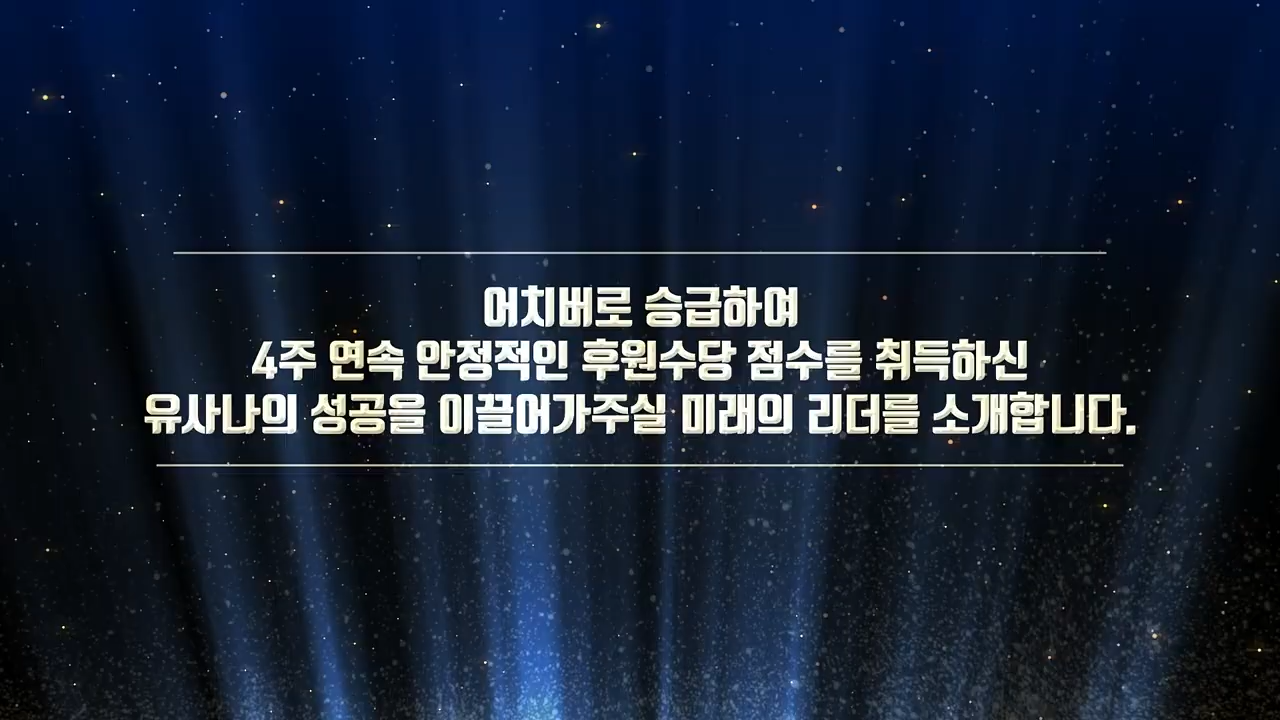 어치버로 승급하여
4주 연속 안정적인 후원수당 점수를 취득하신
유사나의 성공을 이끌어가주실 미래의 리더를 소개합니다.